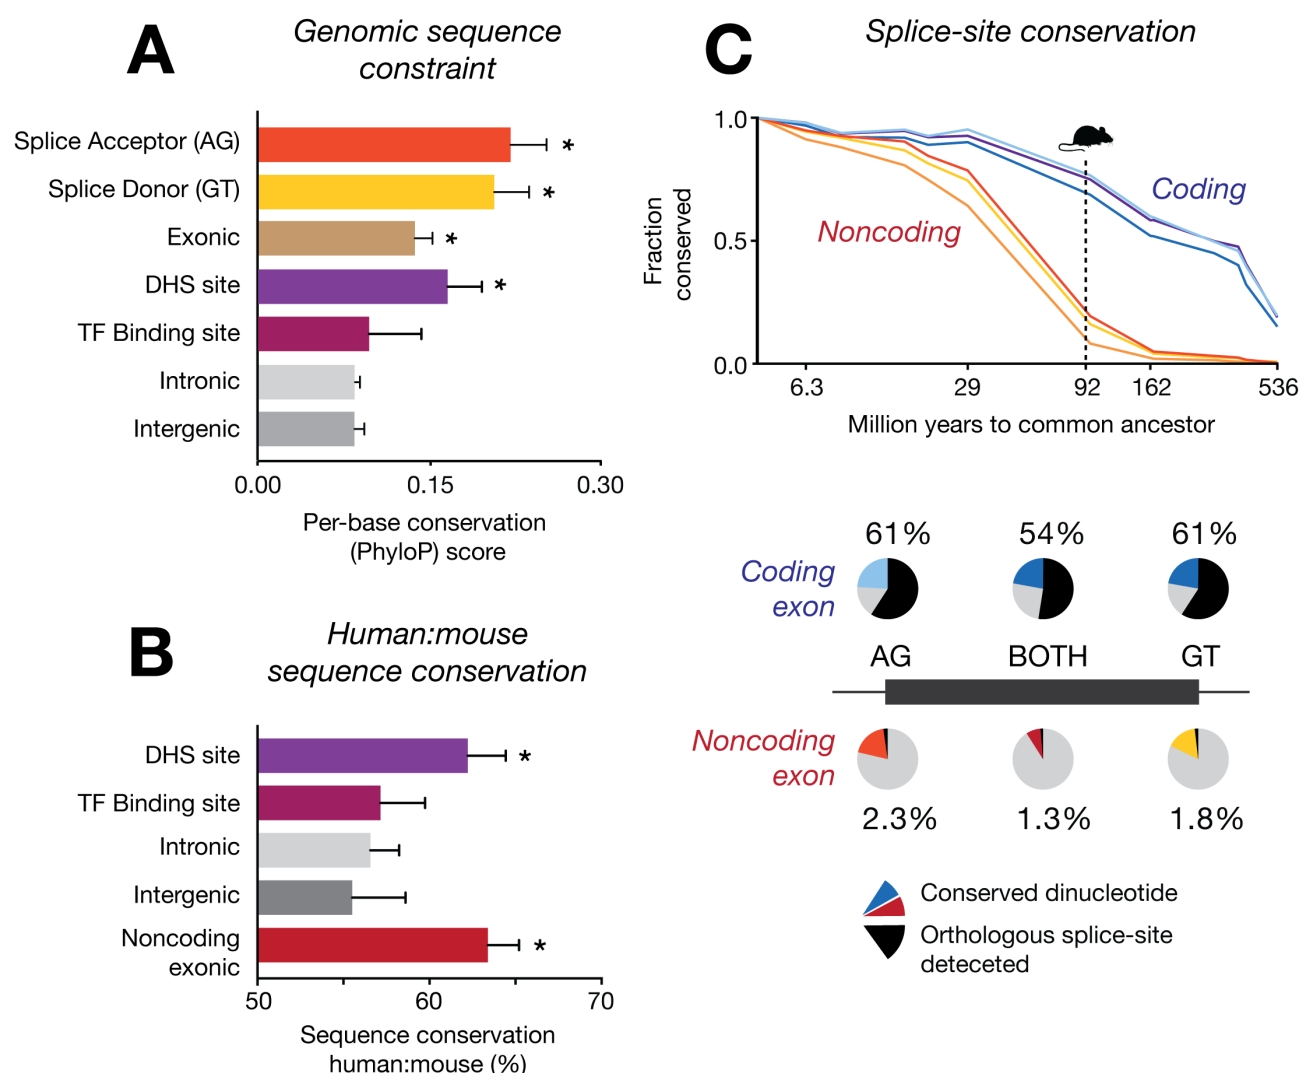 A
Genomic sequence
constraint
Splice Acceptor (AG)
*
Splice Donor (GT)
*
Exonic
*
DHS site
*
TF Binding site
Intronic
Intergenic
0.00 0.15 0.30
Per-base conservation
(PhyloP) score
B
Human:mouse
sequence conservation
DHS site
*
TF Binding site
Intronic
Intergenic
Noncoding
exonic
*
50 60 70
Sequence conservation
human:mouse (%)
C
Splice-site conservation
1.0
0.5
0.0
Fraction
conserved
Coding
Noncoding
6.3 29 92 162 536
Million years to common ancestor
61% 54% 61%
Coding
exon
AG BOTH GT
Noncoding
exon
2.3% 1.3% 1.8%
Conserved dinucleotide
Orthologous splice-site
deteceted